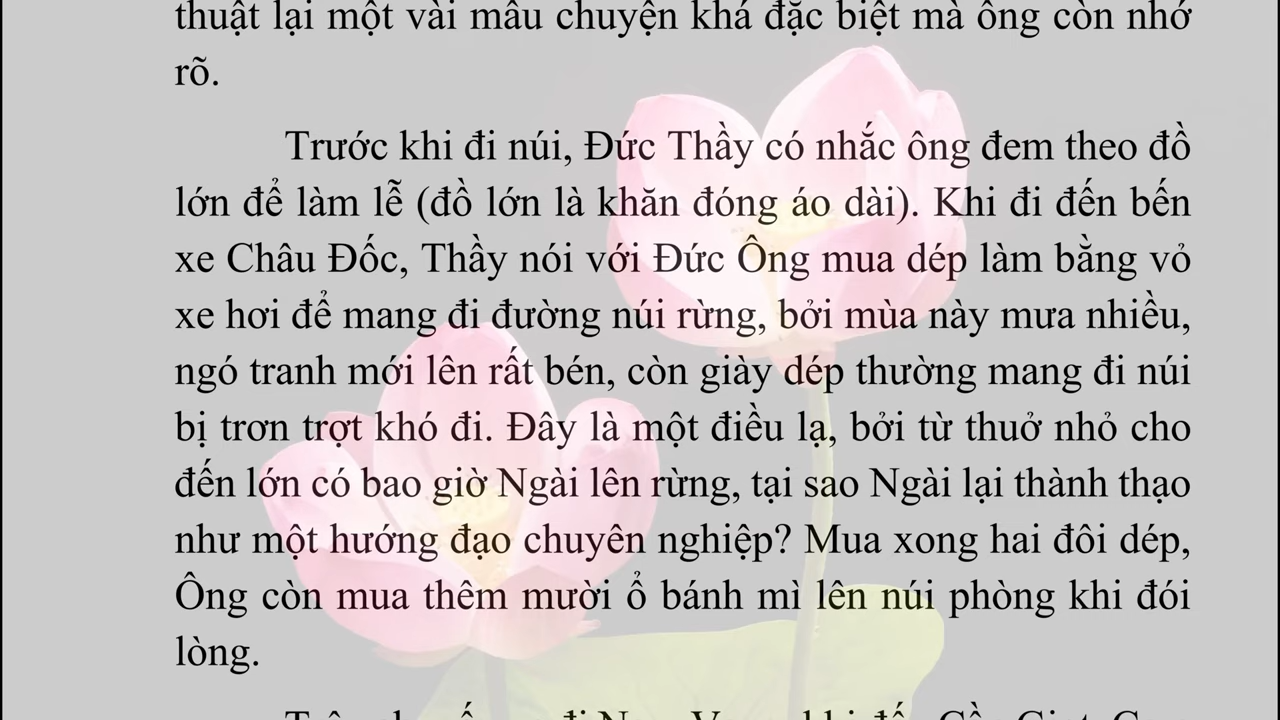 thuật lại một vài mẩu chuyện khá đặc biệt mà ông còn nhớ
rõ.
Trước khi đi núi, Đức Thầy có nhắc ông đem theo đồ
lớn để làm lễ (đồ lớn là khăn đóng áo dài). Khi đi đến bến
xe Châu Đốc, Thầy nói với Đức Ông mua dép làm bằng vỏ
xe hơi để mang đi đường núi rừng, bởi mùa này mưa nhiều,
ngó tranh mới lên rất bén, còn giày dép thường mang đi núi
bị trơn trợt khó đi. Đây là một điều lạ, bởi từ thuở nhỏ cho
đến lớn có bao giờ Ngài lên rừng, tại sao Ngài lại thành thạo
như một hướng đạo chuyên nghiệp? Mua xong hai đôi dép,
Ông còn mua thêm mười ổ bánh mì lên núi phòng khi đói
lòng.